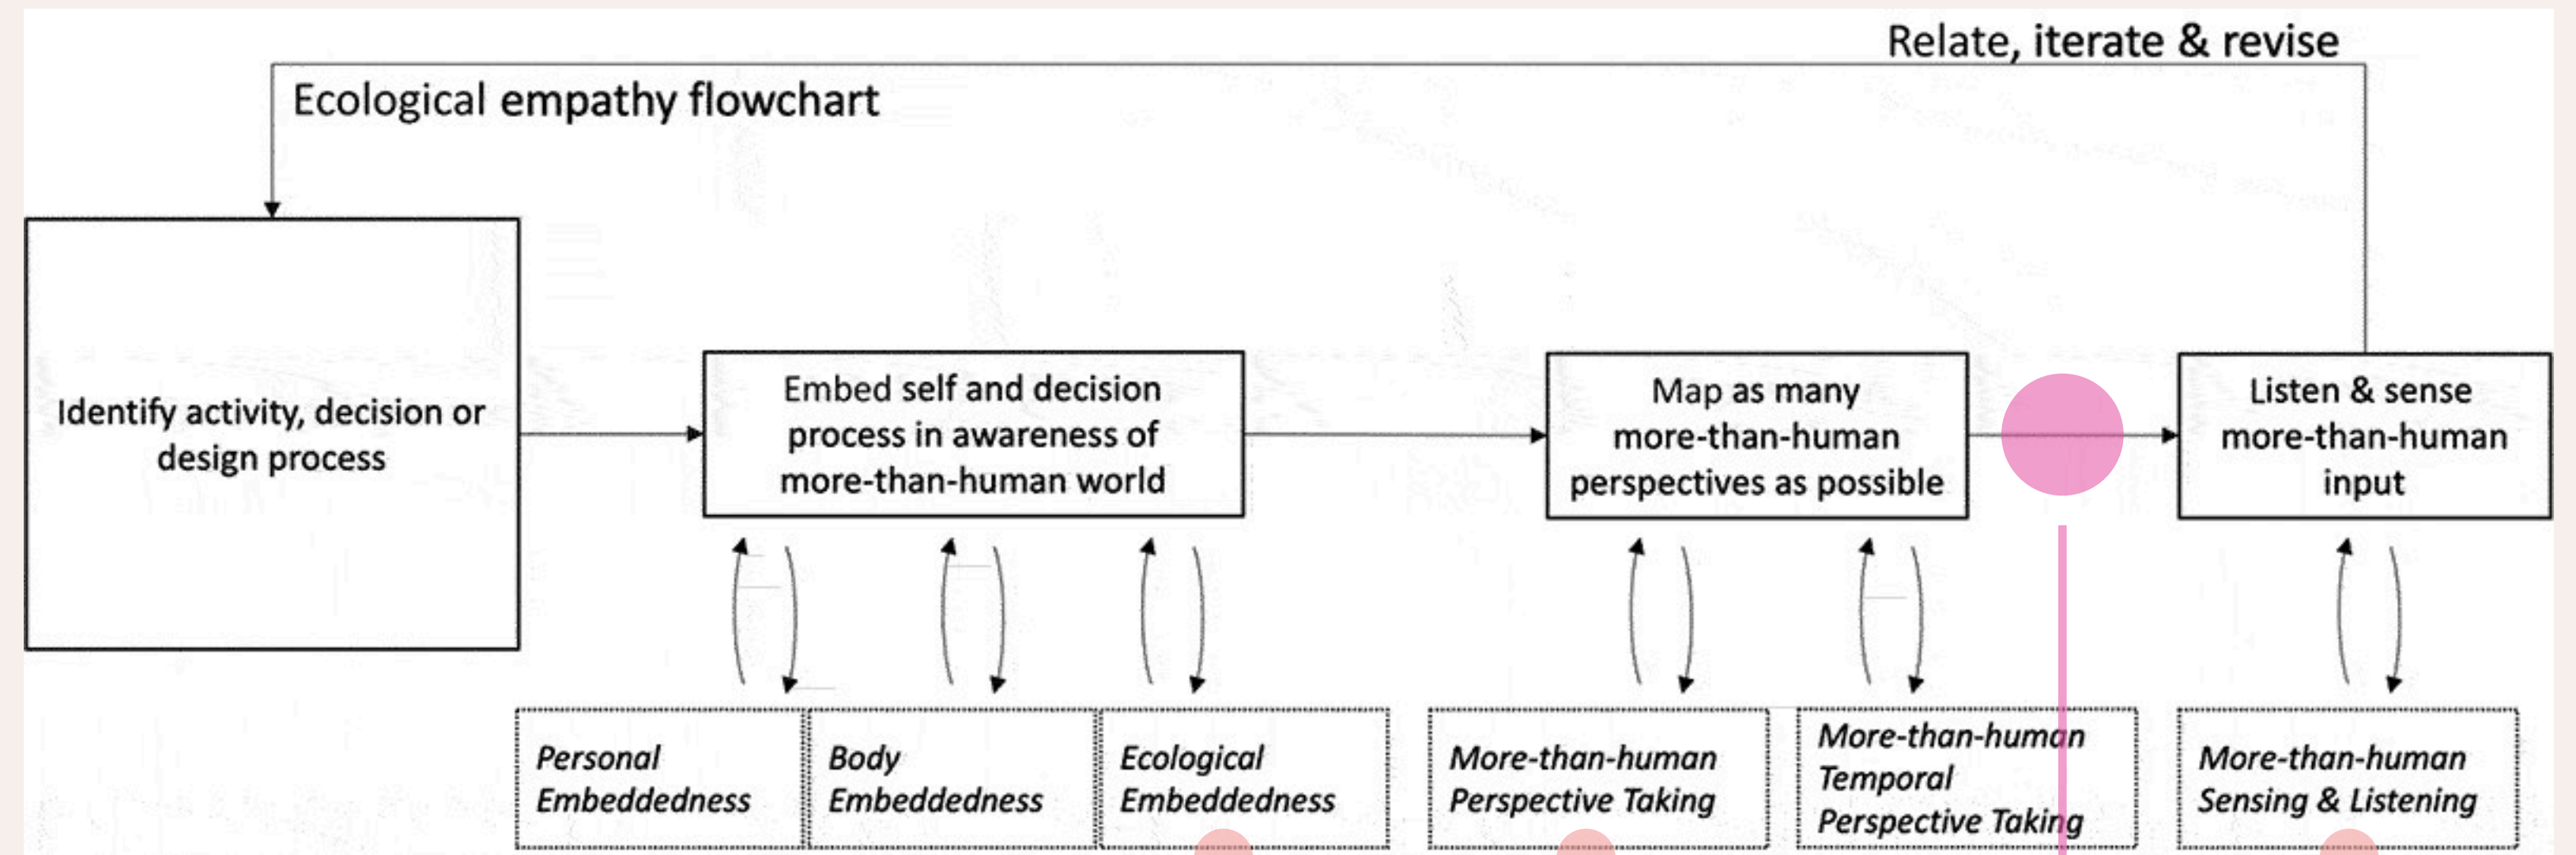 Relate, iterate & revise
Ecological empathy flowchart
Identify activity, decision or
design process
Embed self and decision
process in awareness of
more-than-human world
Map as many
more-than-human
perspectives as possible
Listen & sense
more-than-human
input
Personal
Embeddedness
Body
Embeddedness
Ecological
Embeddedness
More-than-human
Perspective Taking
More-than-human
Temporal
Perspective Taking
More-than-human
Sensing & Listening